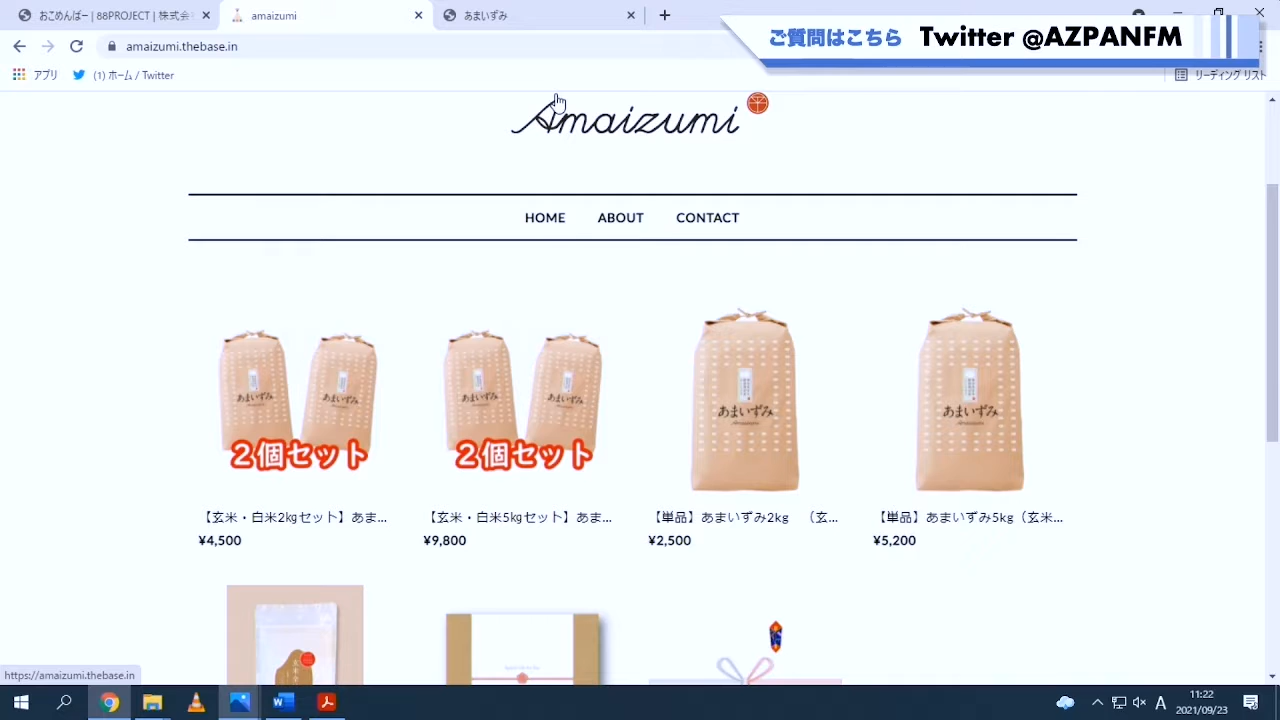 おこめんばー | 88PROJECT | 株式
amaizumi
あまいずみ
ご質問はこちら Twitter @AZPANFM
amaizumi.thebase.in
アプリ
(1) ホーム / Twitter
リーディング リスト
Amaizumi
HOME ABOUT CONTACT
あまいずみ
あまいずみ
2個セット
あまいずみ
あまいずみ
2個セット
あまいずみ
あまいずみ
【玄米・白米2㎏セット】あま...
¥4,500
【玄米・白米5㎏セット】あま...
¥9,800
【単品】あまいずみ2kg （玄...
¥2,500
【単品】あまいずみ5kg（玄米...
¥5,200
https://amaizumi.thebase.in
A
11:22
2021/09/23